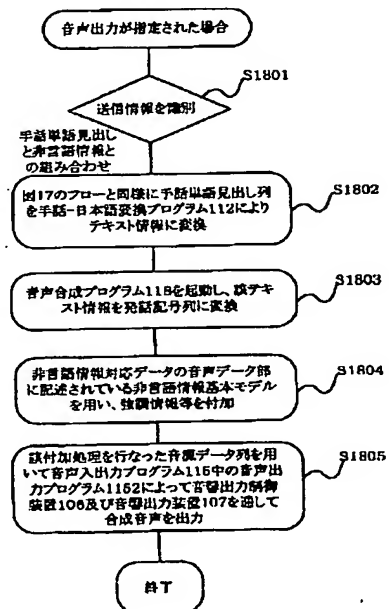 音声出力が指定された場合
S1801
送信情報を識別
手話単語見出し
と非言語情報と
の組み合わせ
S1802
図17のフローと同様に手話単語見出し列
を手話-日本語変換プログラム112により
テキスト情報に変換
S1803
音声合成プログラム118を起動し、該テキ
スト情報を発話記号列に変換
S1804
非言語情報対応データの音声データ部
に記述されている非言語情報基本モデル
を用い、強調情報等を付加
S1805
該付加処理を行なった音源データ列を用
いて音声入出力プログラム115中の音声出
力プログラム1152によって音響出力制御
装置106及び音響出力装置107を通して
合成音声を出力
終了